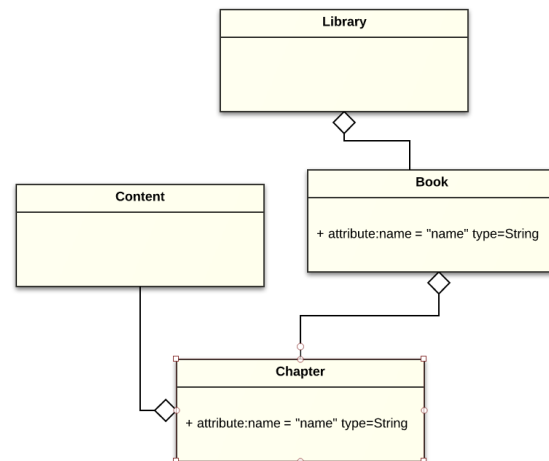 Library
Book
+ attribute:name = "name" type=String
Content
Chapter
+ attribute:name = "name" type=String